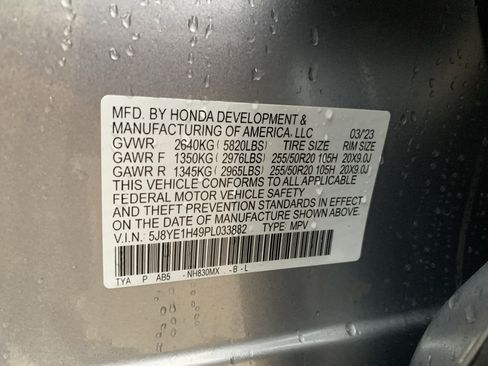 MFD. BY HONDA DEVELOPMENT &
MANUFACTURING OF AMERICA, LLC 03/23
GVWR 2640KG (5820LBS) TIRE SIZE RIM SIZE
GAWR F 1350KG (2976LBS) 255/50R20 105H 20X9.0J
GAWR R 1345KG (2965LBS) 255/50R20 105H 20X9.0J
THIS VEHICLE CONFORMS TO ALL APPLICABLE
FEDERAL MOTOR VEHICLE SAFETY
AND THEFT PREVENTION STANDARDS IN EFFECT
ON THE DATE OF MANUFACTURE SHOWN ABOVE.
V.I.N: 5J8YE1H49PL033882 TYPE: MPV
TYA P AB5 -NH830MX -B-L